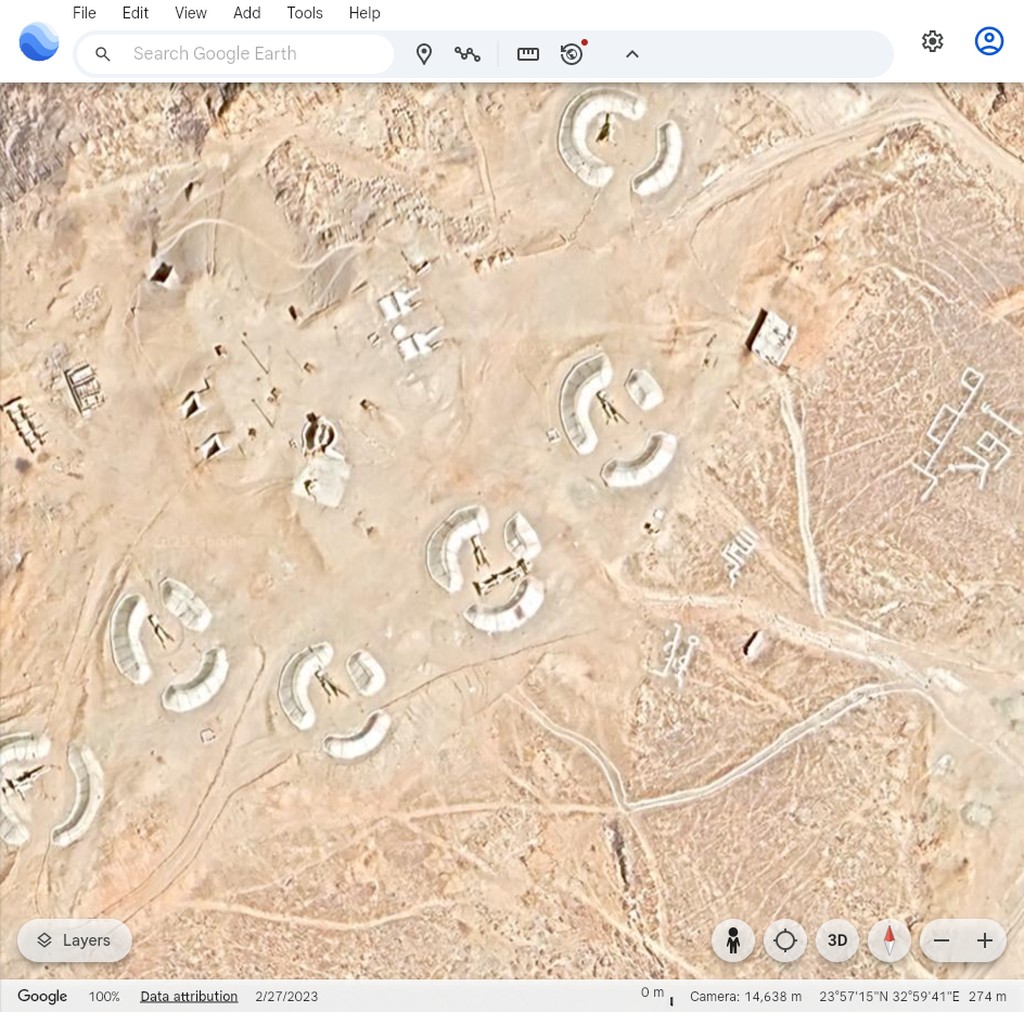 File Edit View Add Tools Help
Search Google Earth
Layers
3D
Google 100% Data attribution 2/27/2023 0 m Camera: 14,638 m 23°57'15"N 32°59'41"E 274 m